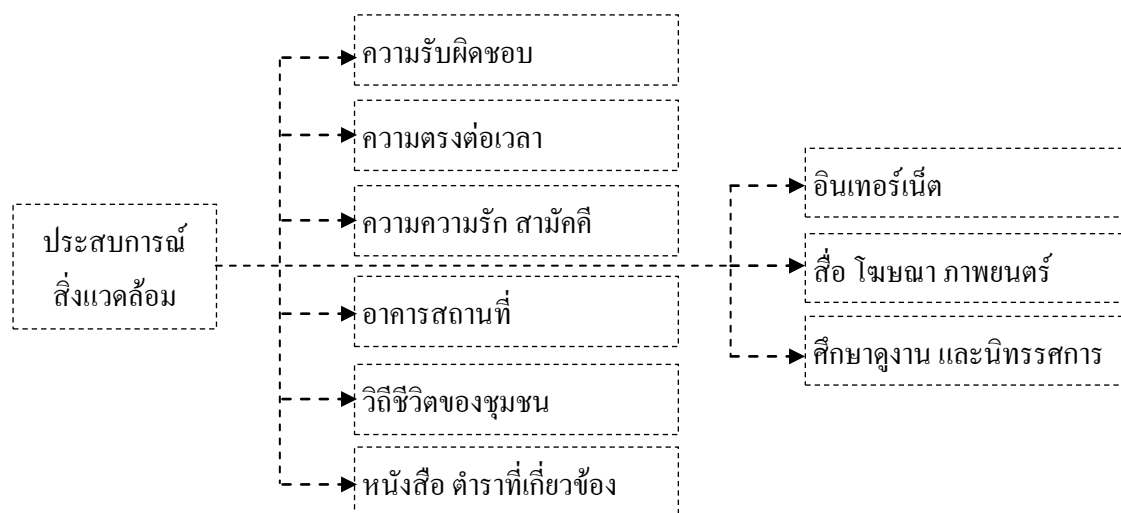 ประสบการณ์
สิ่งแวดล้อม
ความรับผิดชอบ
ความตรงต่อเวลา
ความความรัก สามัคคี
อาคารสถานที่
วิถีชีวิตของชุมชน
หนังสือ ตำราที่เกี่ยวข้อง
อินเทอร์เน็ต
สื่อ โฆษณา ภาพยนตร์
ศึกษาดูงาน และนิทรรศการ